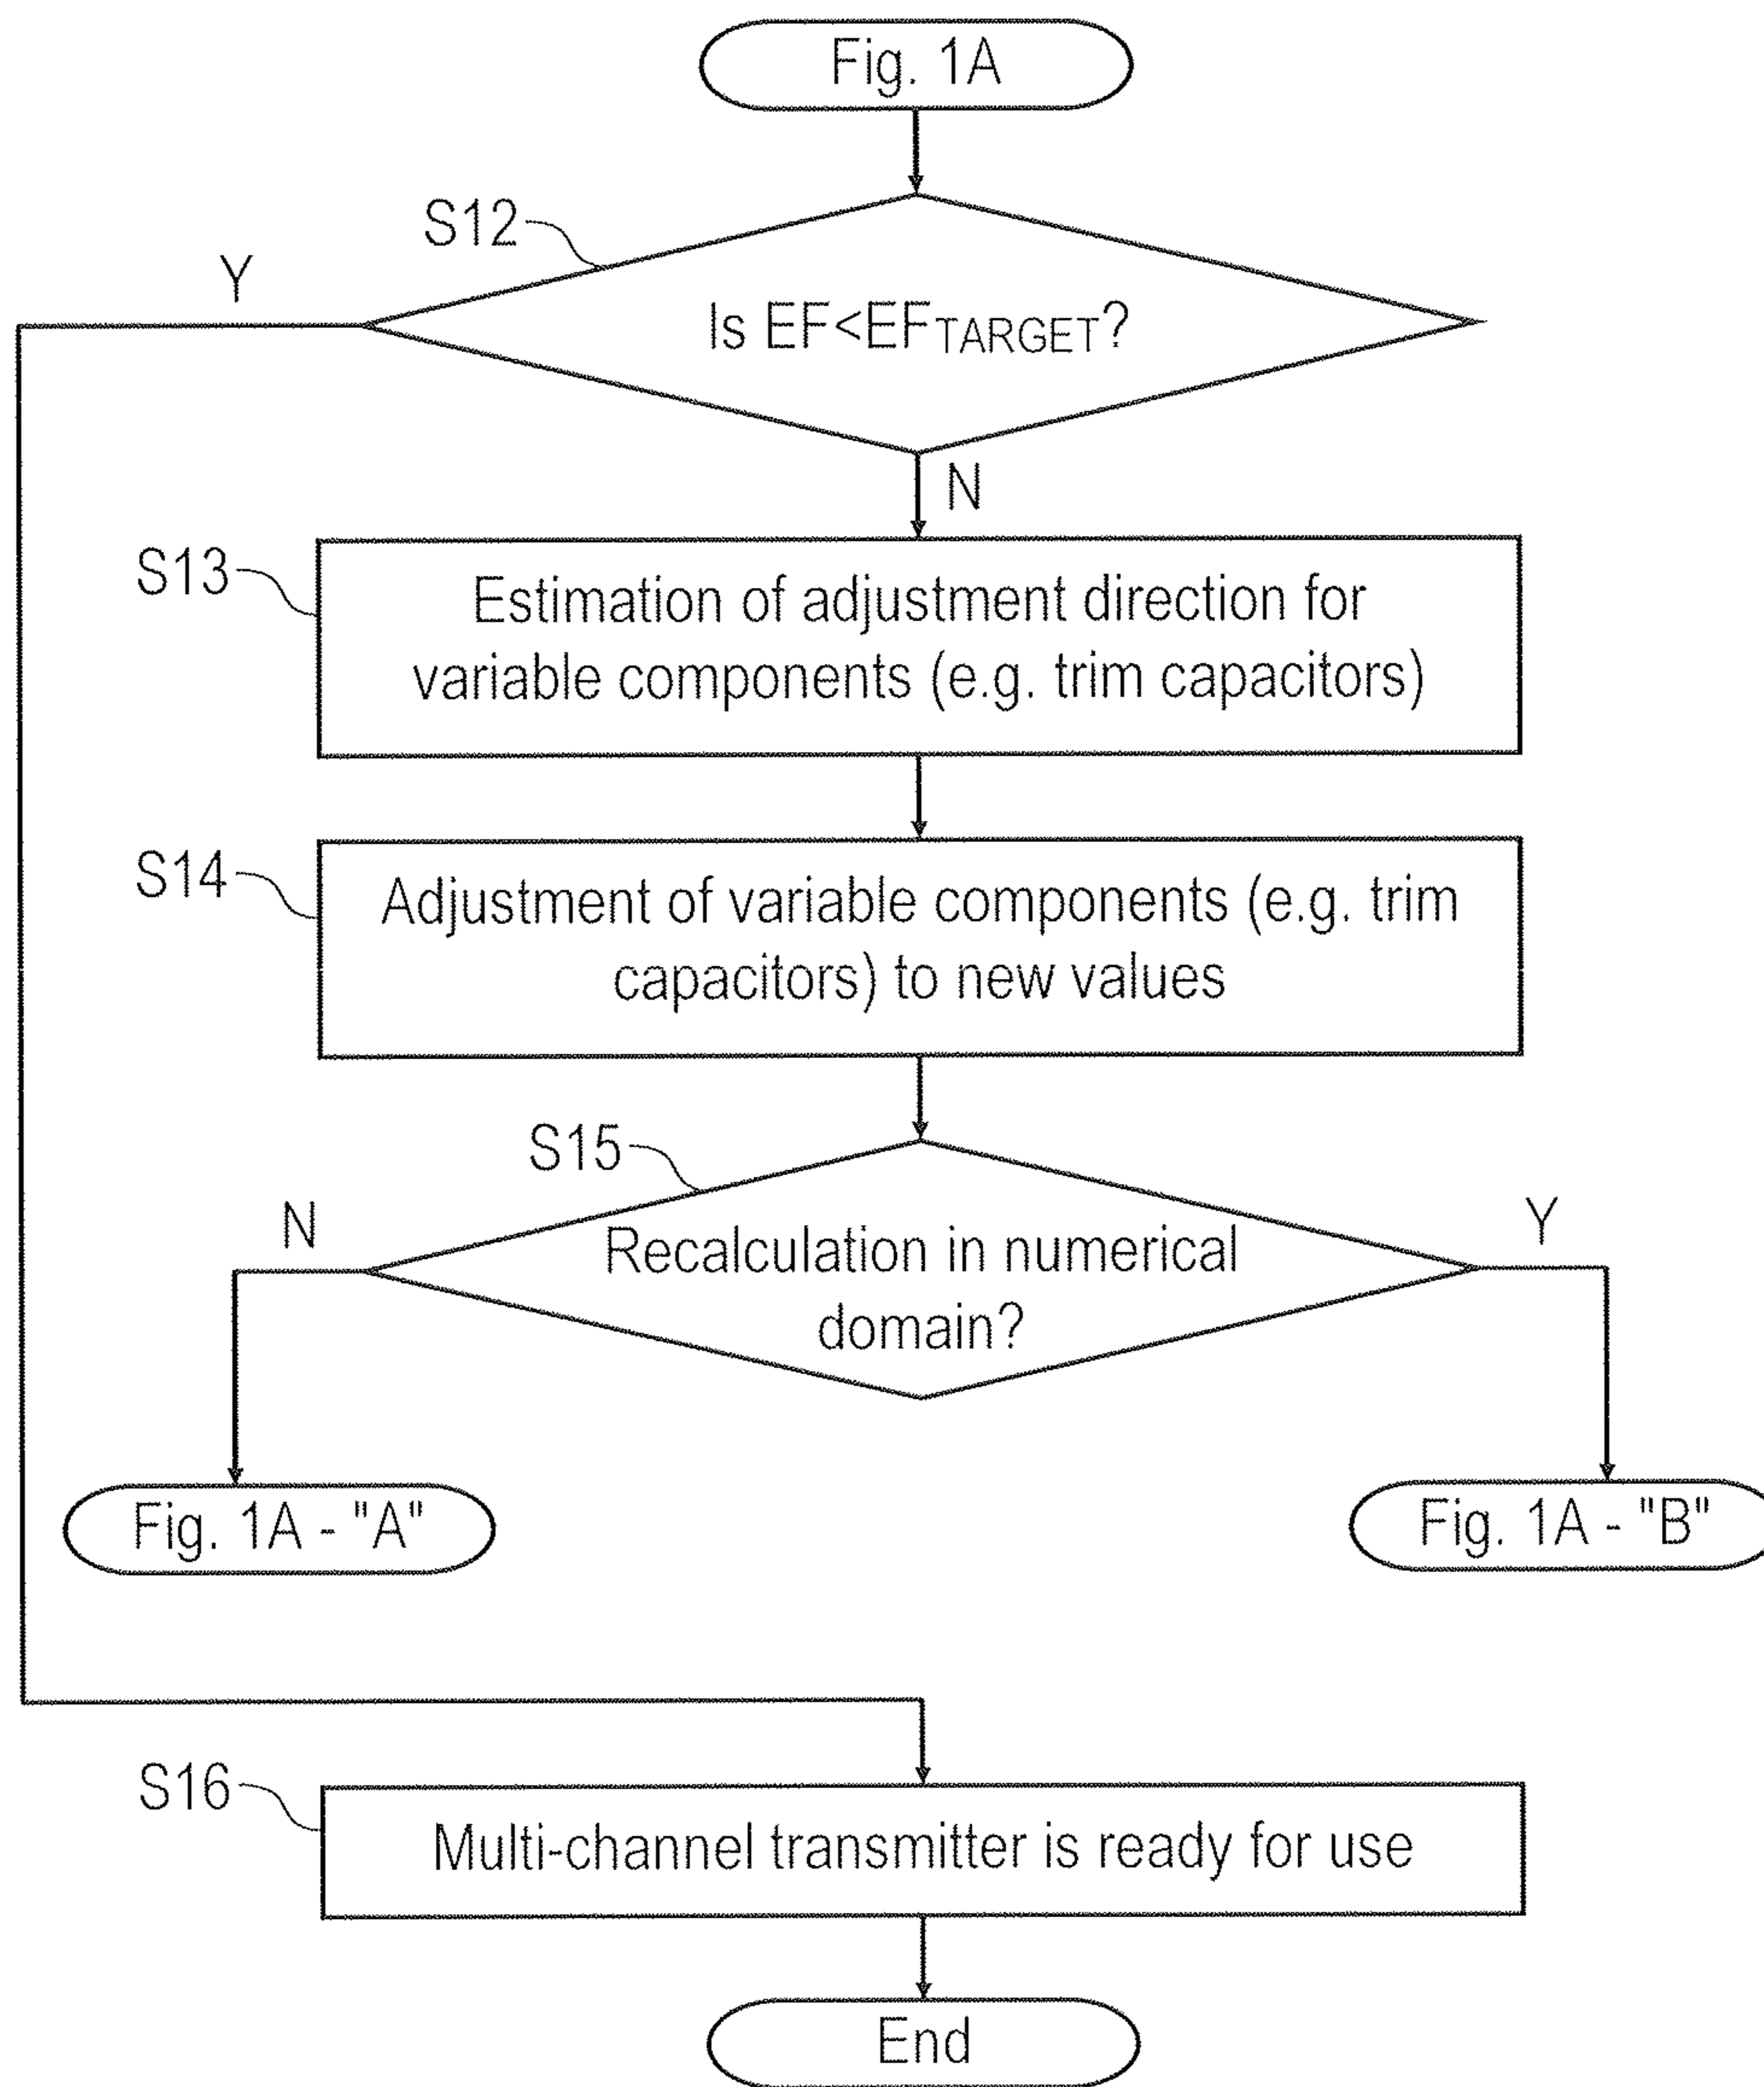 Fig. 1A
S12
Y
Is EF<EFTARGET?
N
S13
Estimation of adjustment direction for
variable components (e.g. trim capacitors)
S14
Adjustment of variable components (e.g. trim
capacitors) to new values
S15
N
Y
Recalculation in numerical
domain?
Fig. 1A - "A"
Fig. 1A - "B"
S16
Multi-channel transmitter is ready for use
End